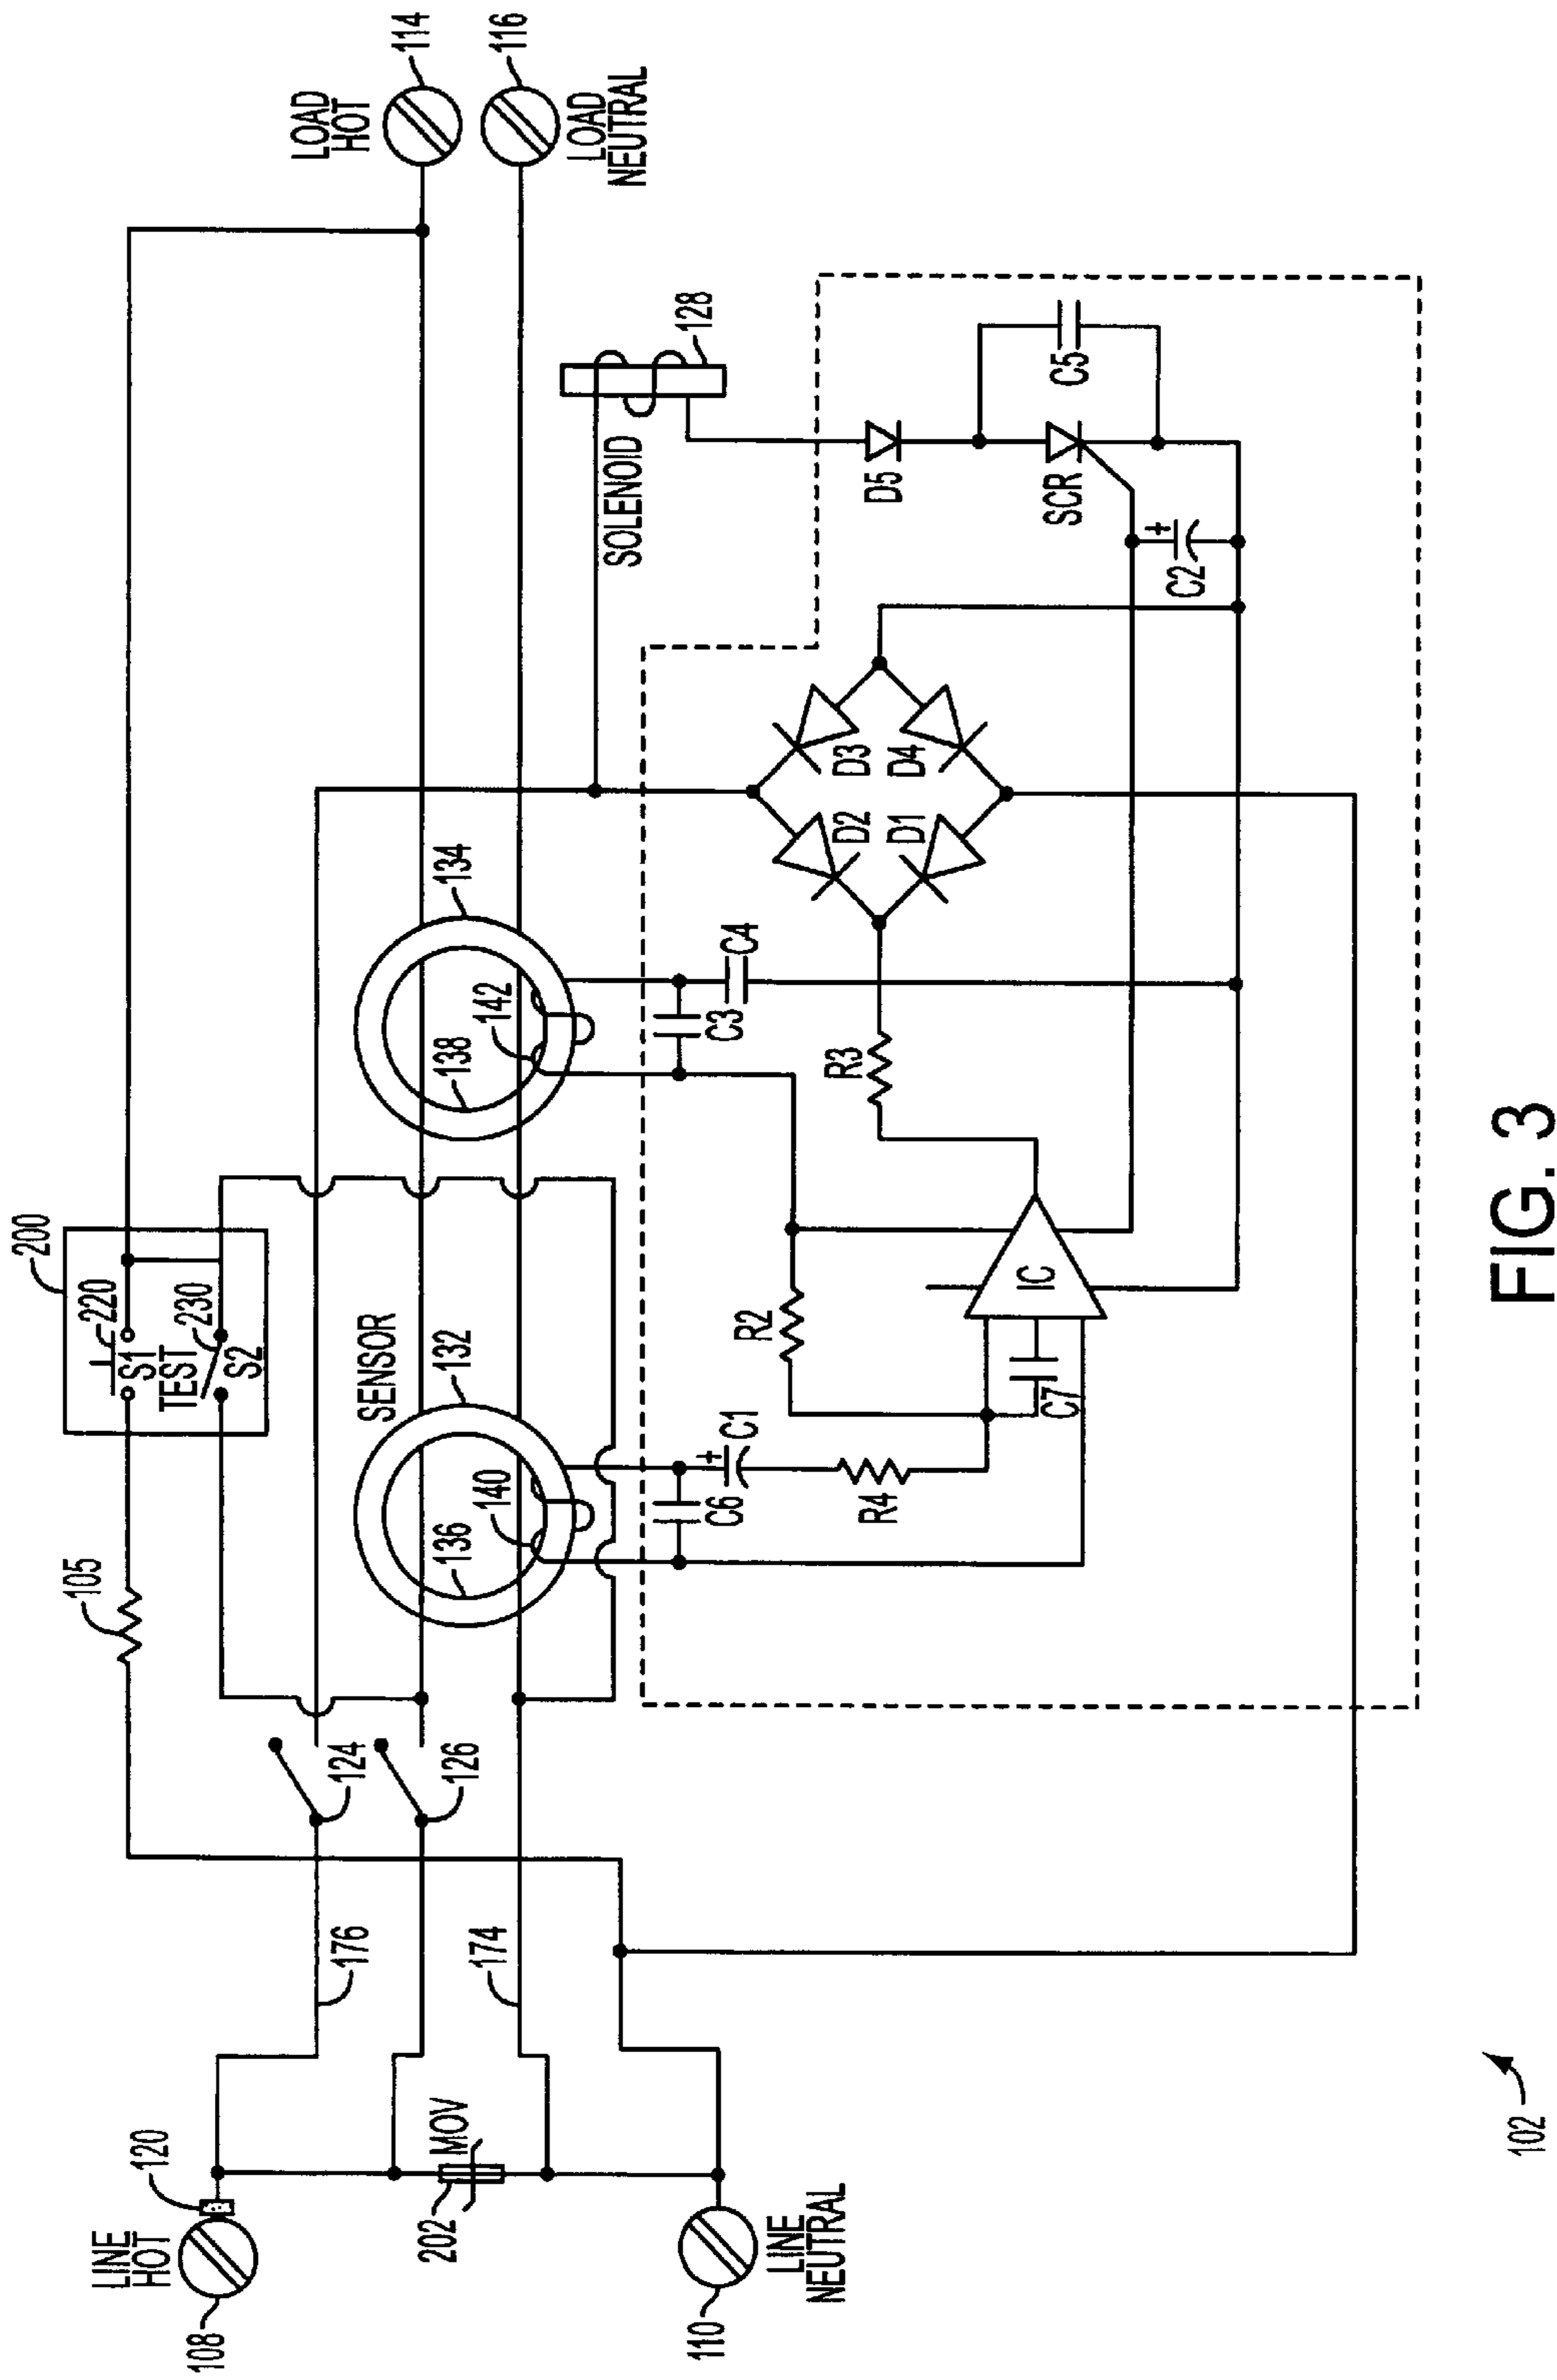 LINE
HOT
108
120
202
MOV
110
LINE
NEUTRAL
176
174
124
126
105
200
220
S1
TEST
230
S2
SENSOR
132
136
140
134
138
142
LOAD
HOT
114
116
LOAD
NEUTRAL
SOLENOID
128
C6
C1
R4
R2
C7
IC
C3
C4
R3
D2
D3
D1
D4
D5
SCR
C5
C2
102
FIG. 3